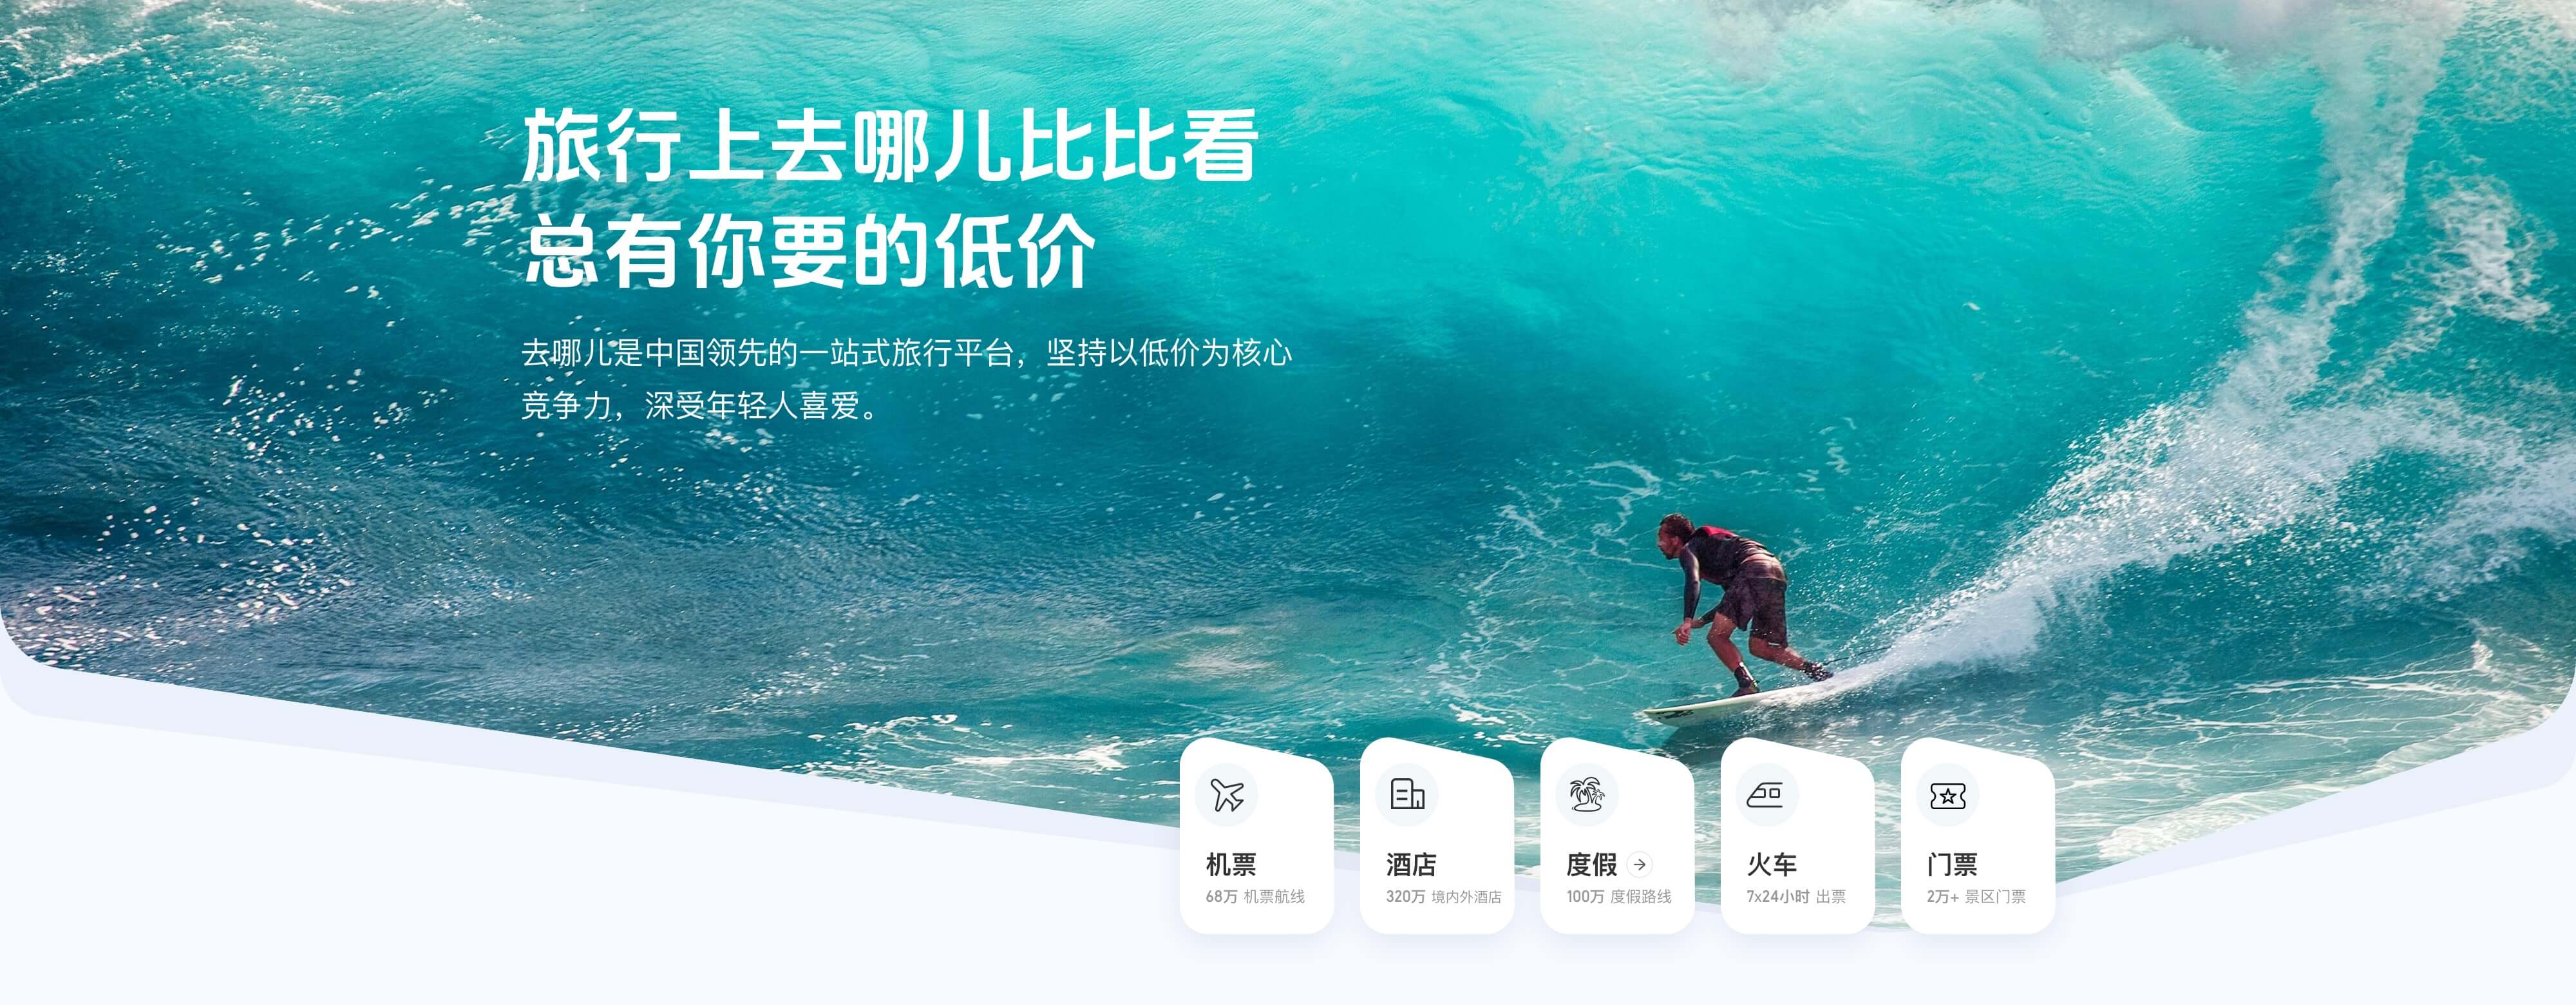 旅行上去哪儿比比看
总有你要的低价
去哪儿是中国领先的一站式旅行平台，坚持以低价为核心
竞争力，深受年轻人喜爱。
机票
68万 机票航线
酒店
320万 境内外酒店
度假
100万 度假路线
火车
7x24小时 出票
门票
2万+ 景区门票